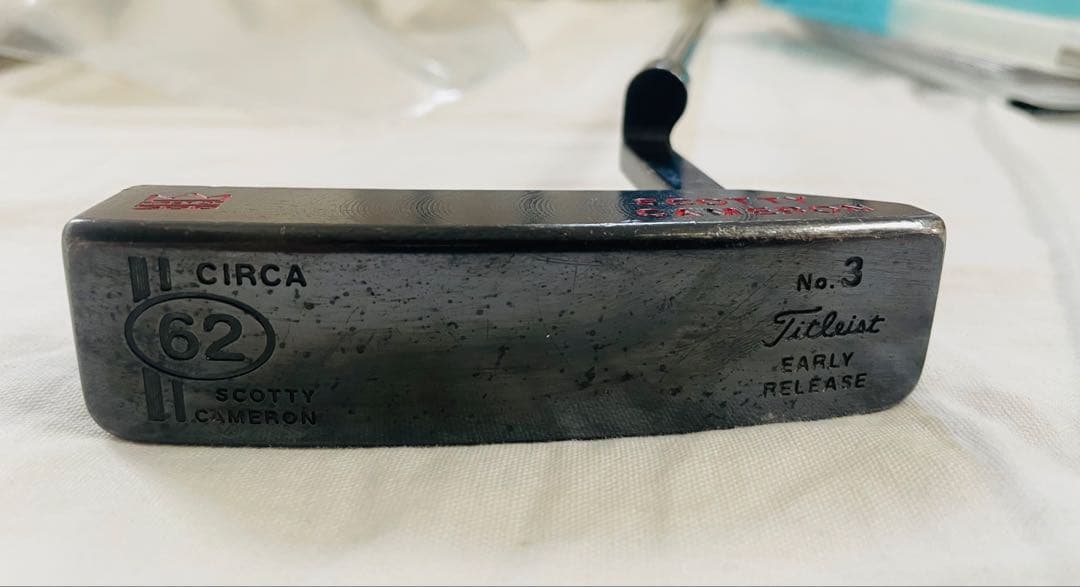 SCOTTY
CAMERON
CIRCA
62
SCOTTY
CAMERON
No. 3
Titleist
EARLY
RELEASE